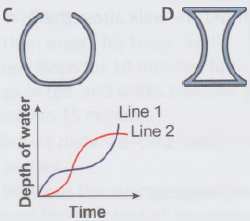 C D
Line 1
Line 2
Depth of water
Time